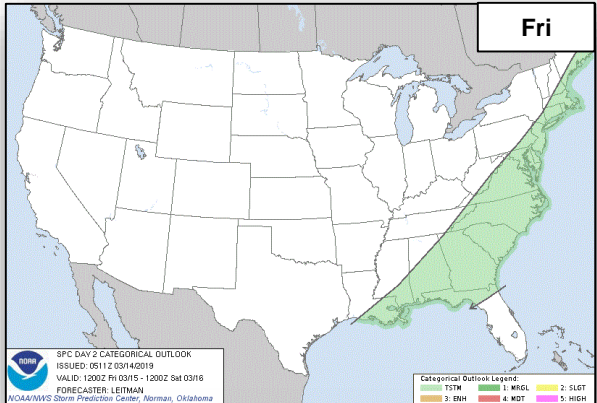 Fri
SPC DAY 2 CATEGORICAL OUTLOOK
ISSUED: 0511Z 03/14/2019
VALID: 1200Z Fri 03/15 - 1200Z Sat 03/16
FORECASTER: LEITMAN
NOAA/NWS Storm Prediction Center, Norman, Oklahoma
NOAA
Categorical Outlook Legend:
TSTM 1: MRGL 2: SLGT
3: ENH 4: MDT 5: HIGH